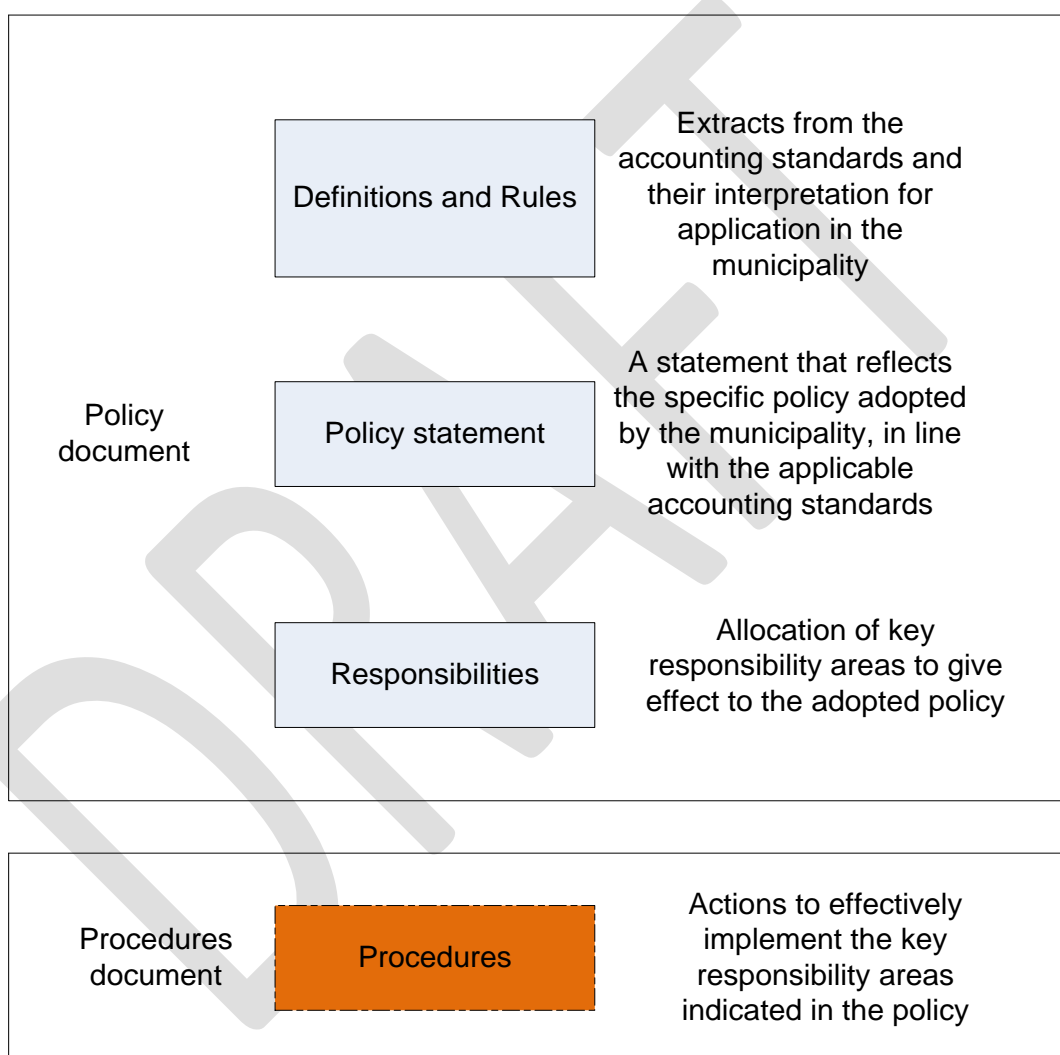 Definitions and Rules
Extracts from the
accounting standards and
their interpretation for
application in the
municipality
Policy
document
Policy statement
A statement that reflects
the specific policy adopted
by the municipality, in line
with the applicable
accounting standards
Responsibilities
Allocation of key
responsibility areas to give
effect to the adopted policy
Procedures
document
Procedures
Actions to effectively
implement the key
responsibility areas
indicated in the policy
DRAFT